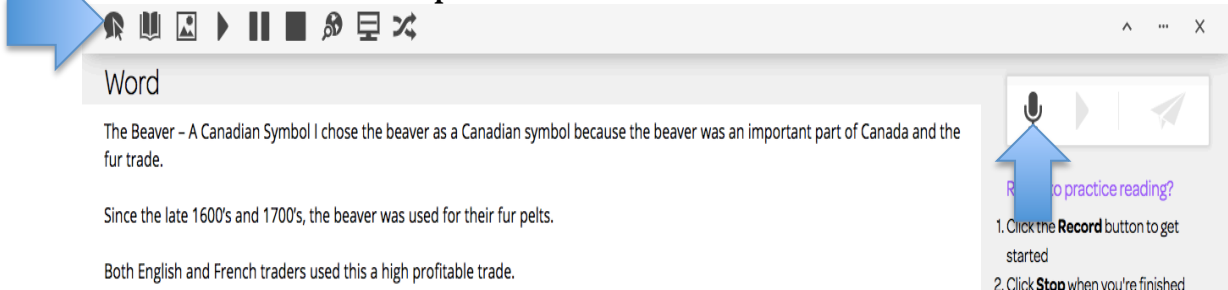 Word
The Beaver – A Canadian Symbol I chose the beaver as a Canadian symbol because the beaver was an important part of Canada and the
fur trade.
Since the late 1600's and 1700's, the beaver was used for their fur pelts.
Both English and French traders used this a high profitable trade.
to practice reading?
1. Click the Record button to get
started
2. Click Stop when you're finished